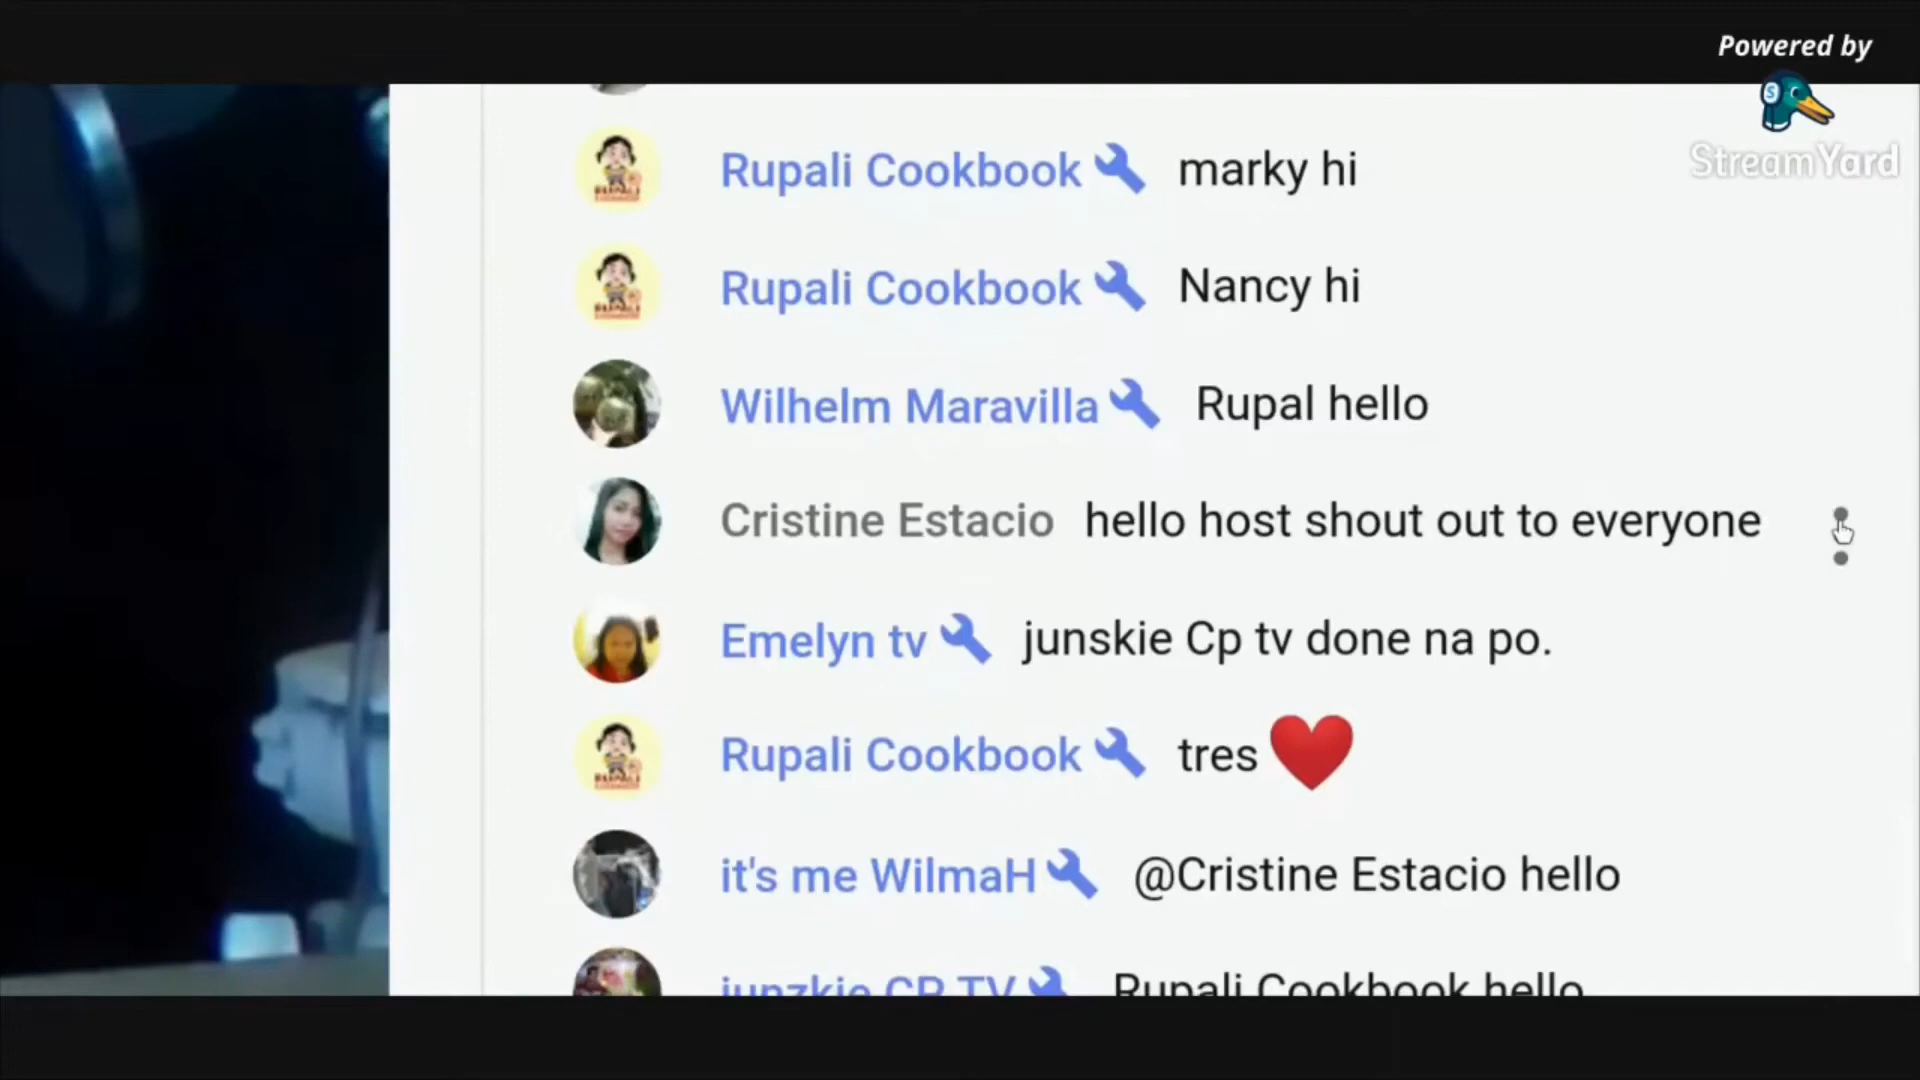 Powered by
StreamYard
Rupali Cookbook marky hi
Rupali Cookbook Nancy hi
Wilhelm Maravilla Rupal hello
Cristine Estacio hello host shout out to everyone
Emelyn tv junskie Cp tv done na po.
Rupali Cookbook tres ❤️
it's me WilmaH @Cristine Estacio hello
junzkie CP TV Rupali Cookbook hello